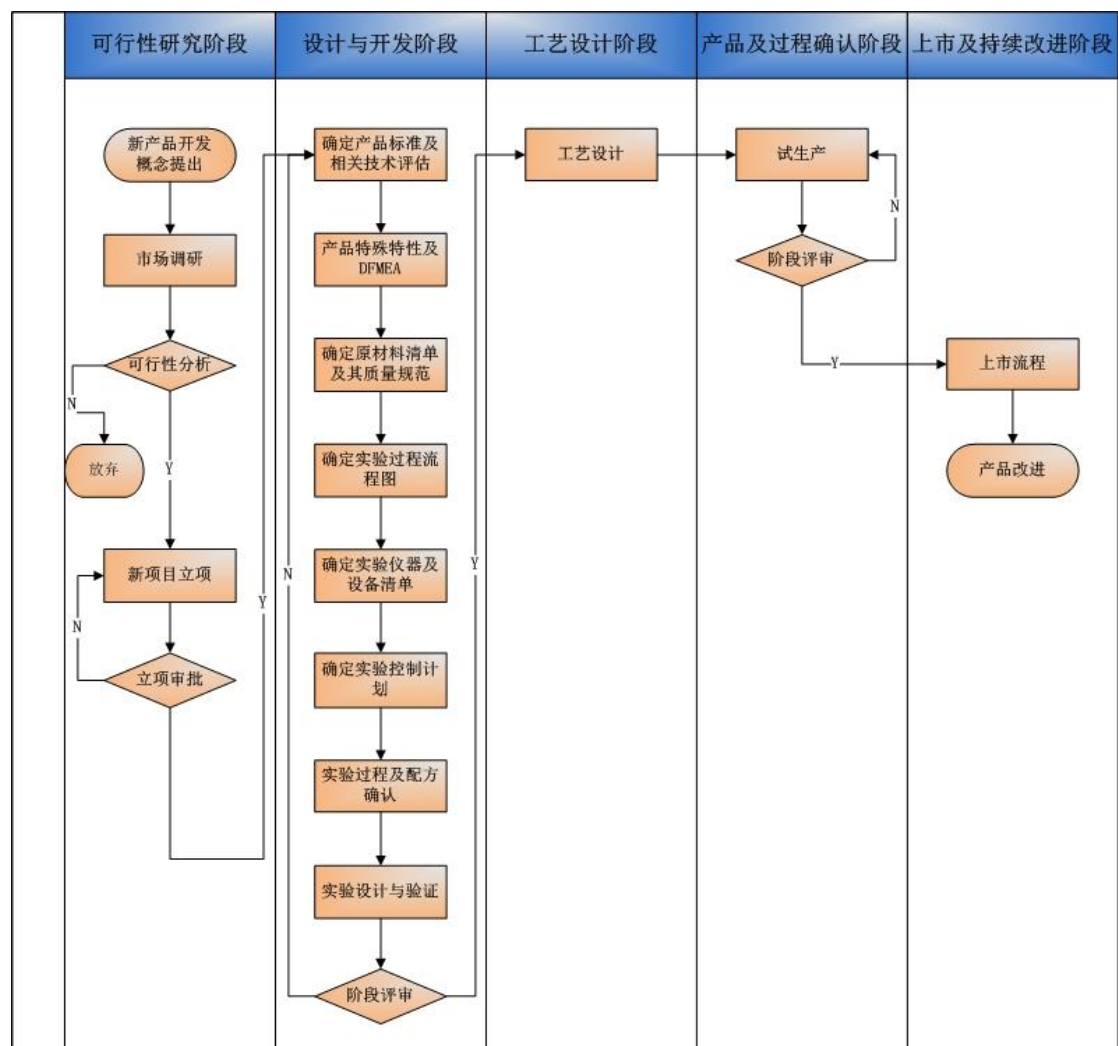 可行性研究阶段
设计与开发阶段
工艺设计阶段
产品及过程确认阶段
上市及持续改进阶段
新产品开发
概念提出
市场调研
可行性分析
N
放弃
Y
新项目立项
N
立项审批
Y
确定产品标准及
相关技术评估
产品特殊特性及
DFMEA
确定原材料清单
及其质量规范
确定实验过程流
程图
确定实验仪器及
设备清单
N
确定实验控制计
划
实验过程及配方
确认
实验设计与验证
阶段评审
Y
工艺设计
试生产
N
阶段评审
Y
上市流程
产品改进